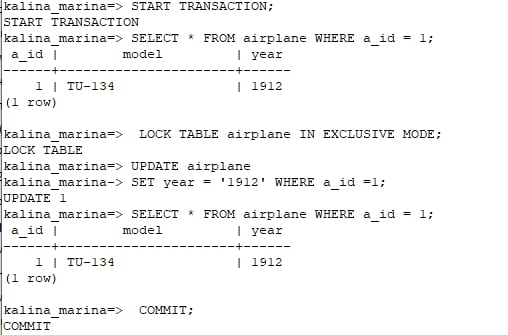 kalina_marina=> START TRANSACTION;
START TRANSACTION
kalina_marina=> SELECT * FROM airplane WHERE a_id = 1;
 a_id |         model         | year
------+-----------------------+------
    1 | TU-134                | 1912
(1 row)
kalina_marina=>  LOCK TABLE airplane IN EXCLUSIVE MODE;
LOCK TABLE
kalina_marina=> UPDATE airplane
kalina_marina-> SET year = '1912' WHERE a_id =1;
UPDATE 1
kalina_marina=> SELECT * FROM airplane WHERE a_id = 1;
 a_id |         model         | year
------+-----------------------+------
    1 | TU-134                | 1912
(1 row)
kalina_marina=>  COMMIT;
COMMIT